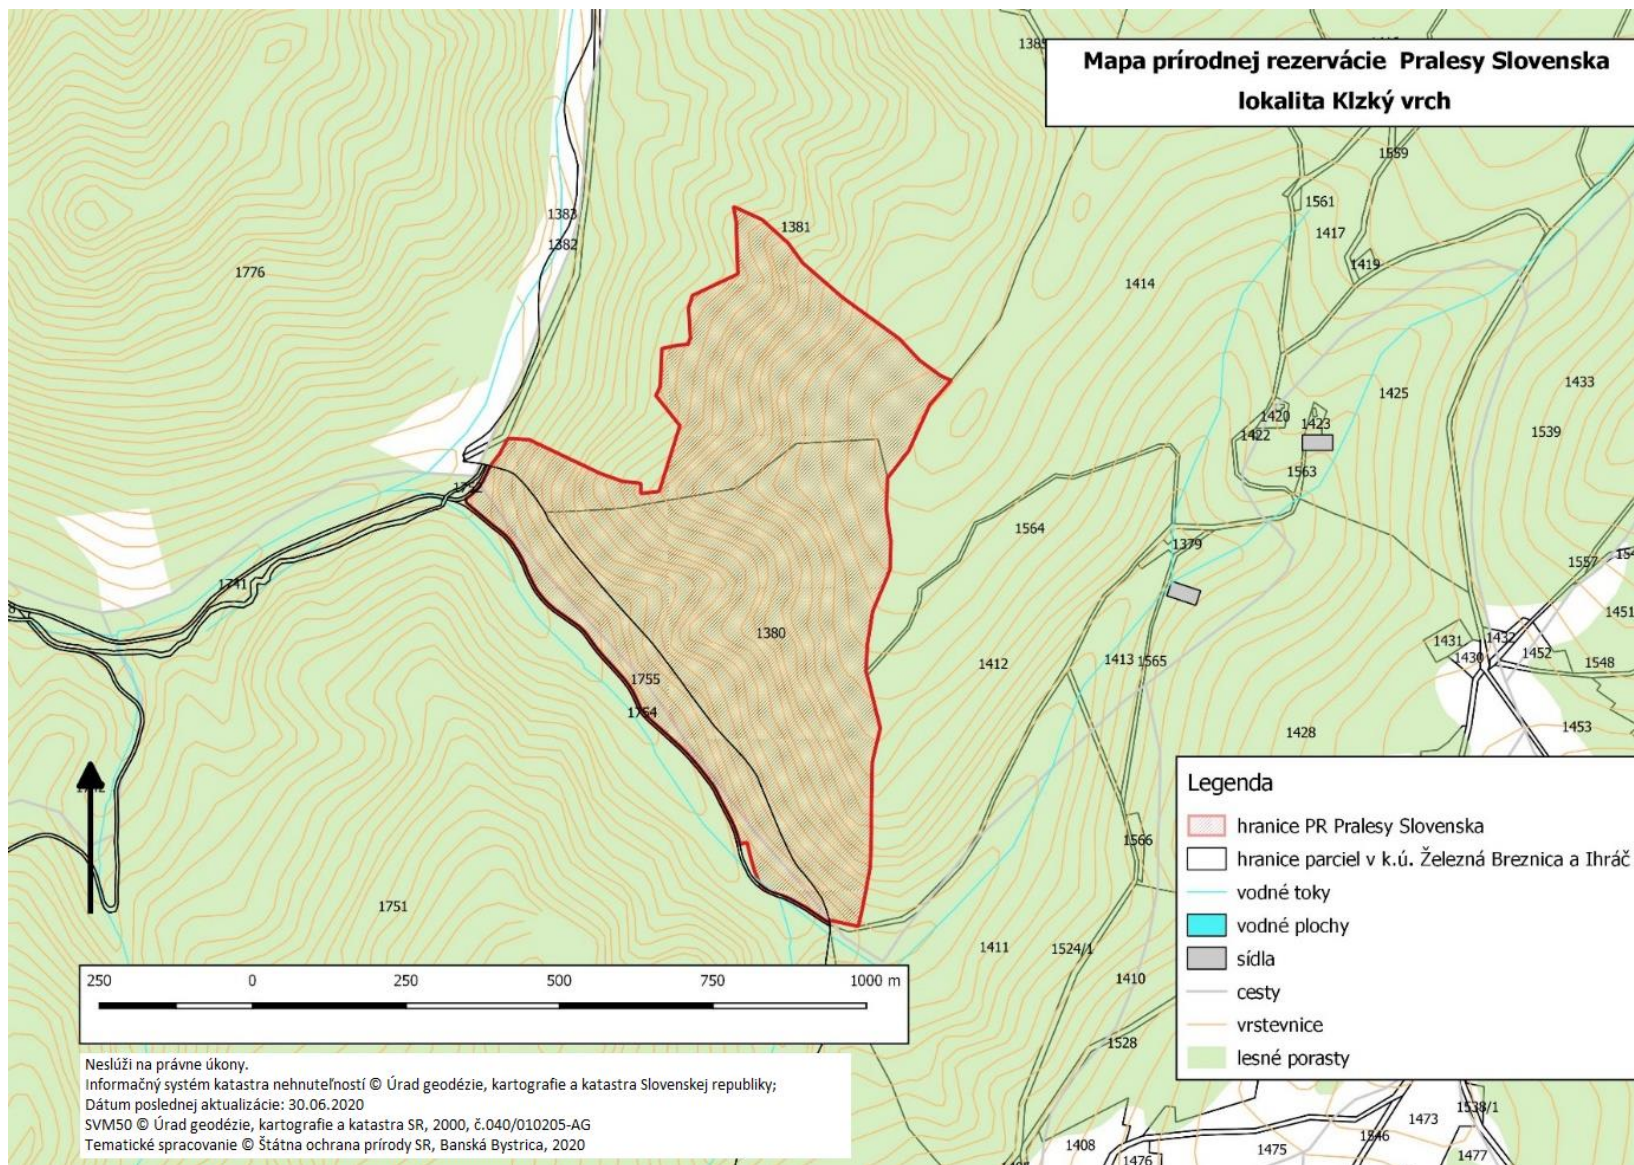 Mapa prírodnej rezervácie Pralesy Slovenska
lokalita Klzký vrch
1559
1561
1383
1381
1417
1382
1419
1776
1414
1433
1425
1420
1423
1422
1539
1563
1752
1564
1379
1557
1741
1451
1380
1431
1432
1430
1452
1412
1413
1565
1548
1755
1754
1453
1428
1566
1751
1411
1524/1
1410
1528
Legenda
hranice PR Pralesy Slovenska
hranice parciel v k.ú. Železná Breznica a Ihráč
vodné toky
vodné plochy
sídla
cesty
vrstevnice
lesné porasty
250 0 250 500 750 1000 m
Neslúži na právne úkony.
Informačný systém katastra nehnuteľností © Úrad geodézie, kartografie a katastra Slovenskej republiky;
Dátum poslednej aktualizácie: 30.06.2020
SVM50 © Úrad geodézie, kartografie a katastra SR, 2000, č.040/010205-AG
Tematické spracovanie © Štátna ochrana prírody SR, Banská Bystrica, 2020
1538/1
1473
1546
1408
1475
1476
1477